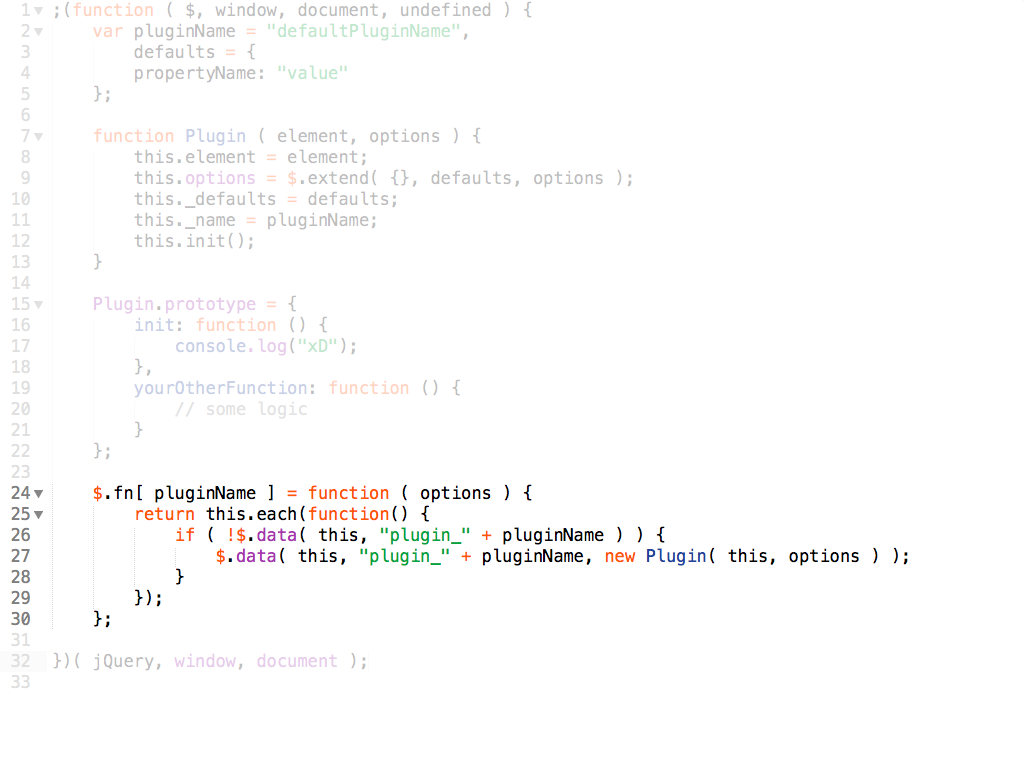 1 ;(function ( $, window, document, undefined ) {
2     var pluginName = "defaultPluginName",
3         defaults = {
4         propertyName: "value"
5     };
6
7     function Plugin ( element, options ) {
8         this.element = element;
9         this.options = $.extend( {}, defaults, options );
10         this._defaults = defaults;
11         this._name = pluginName;
12         this.init();
13     }
14
15     Plugin.prototype = {
16         init: function () {
17             console.log("xD");
18         },
19         yourOtherFunction: function () {
20             // some logic
21         }
22     };
23
24     $.fn[ pluginName ] = function ( options ) {
25         return this.each(function() {
26             if ( !$.data( this, "plugin_" + pluginName ) ) {
27                 $.data( this, "plugin_" + pluginName, new Plugin( this, options ) );
28             }
29         });
30     };
31
32 })( jQuery, window, document );
33